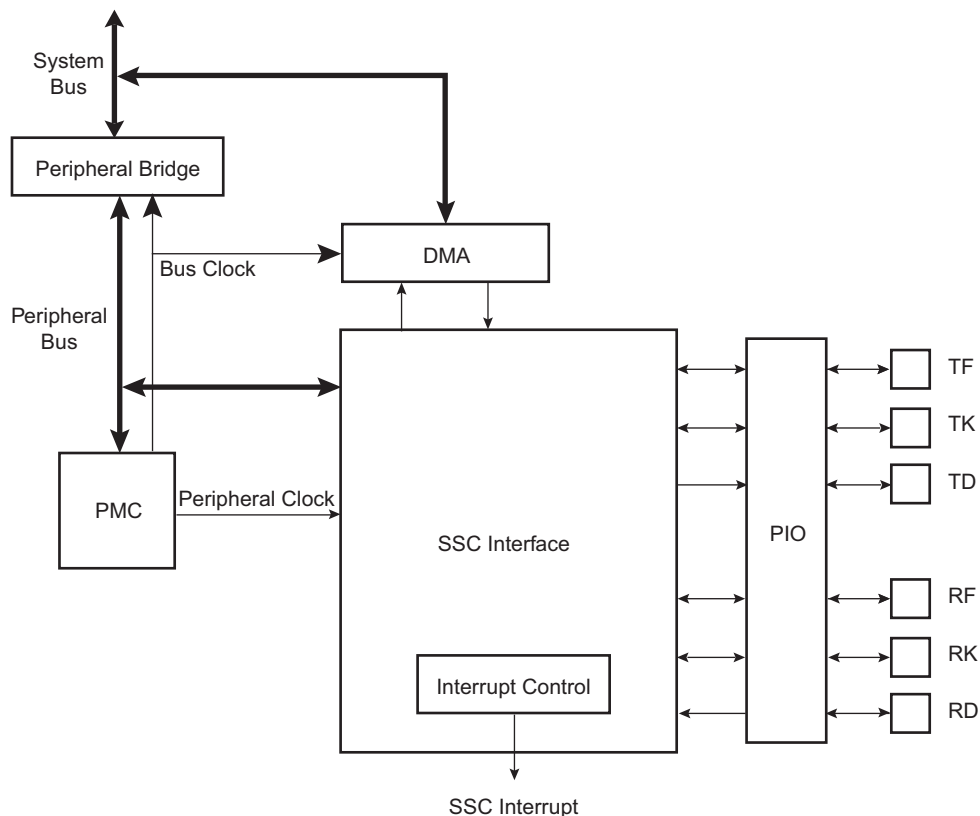 System
Bus
Peripheral Bridge
DMA
Bus Clock
Peripheral
Bus
TF
TK
PMC
Peripheral Clock
TD
SSC Interface
PIO
RF
RK
Interrupt Control
RD
SSC Interrupt